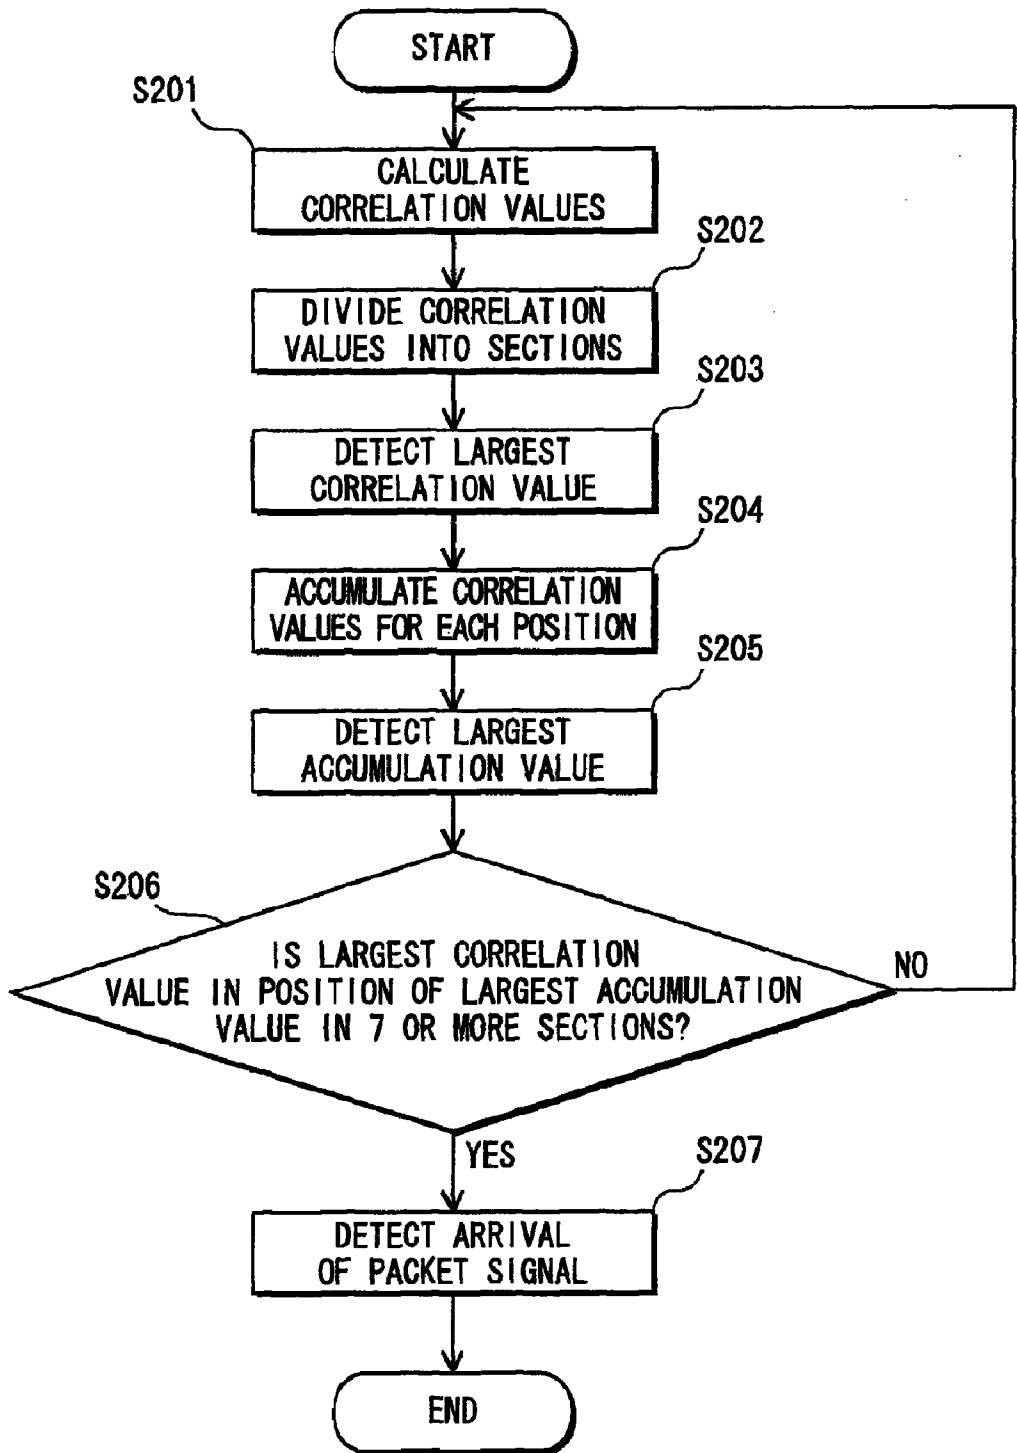 START
S201
CALCULATE
CORRELATION VALUES
S202
DIVIDE CORRELATION
VALUES INTO SECTIONS
S203
DETECT LARGEST
CORRELATION VALUE
S204
ACCUMULATE CORRELATION
VALUES FOR EACH POSITION
S205
DETECT LARGEST
ACCUMULATION VALUE
S206
IS LARGEST CORRELATION
VALUE IN POSITION OF LARGEST ACCUMULATION
VALUE IN 7 OR MORE SECTIONS?
NO
YES
S207
DETECT ARRIVAL
OF PACKET SIGNAL
END